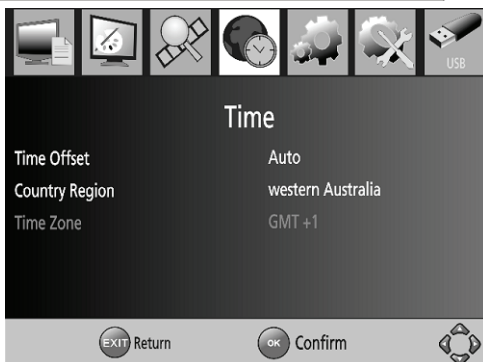 USB
Time
Time Offset Auto
Country Region western Australia
Time Zone GMT +1
EXIT Return OK Confirm